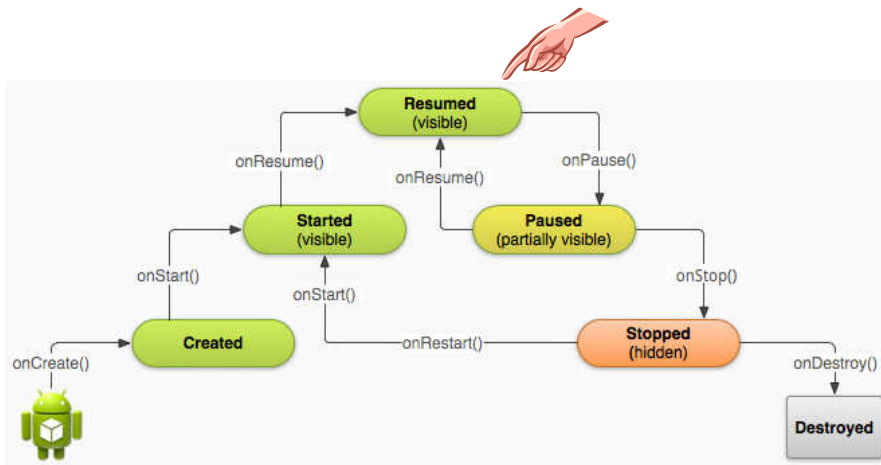 Resumed
(visible)
onResume()
onResume()
onPause()
Started
(visible)
Paused
(partially visible)
onStart()
onStart()
onStop()
Created
onRestart()
Stopped
(hidden)
onCreate()
onDestroy()
Destroyed